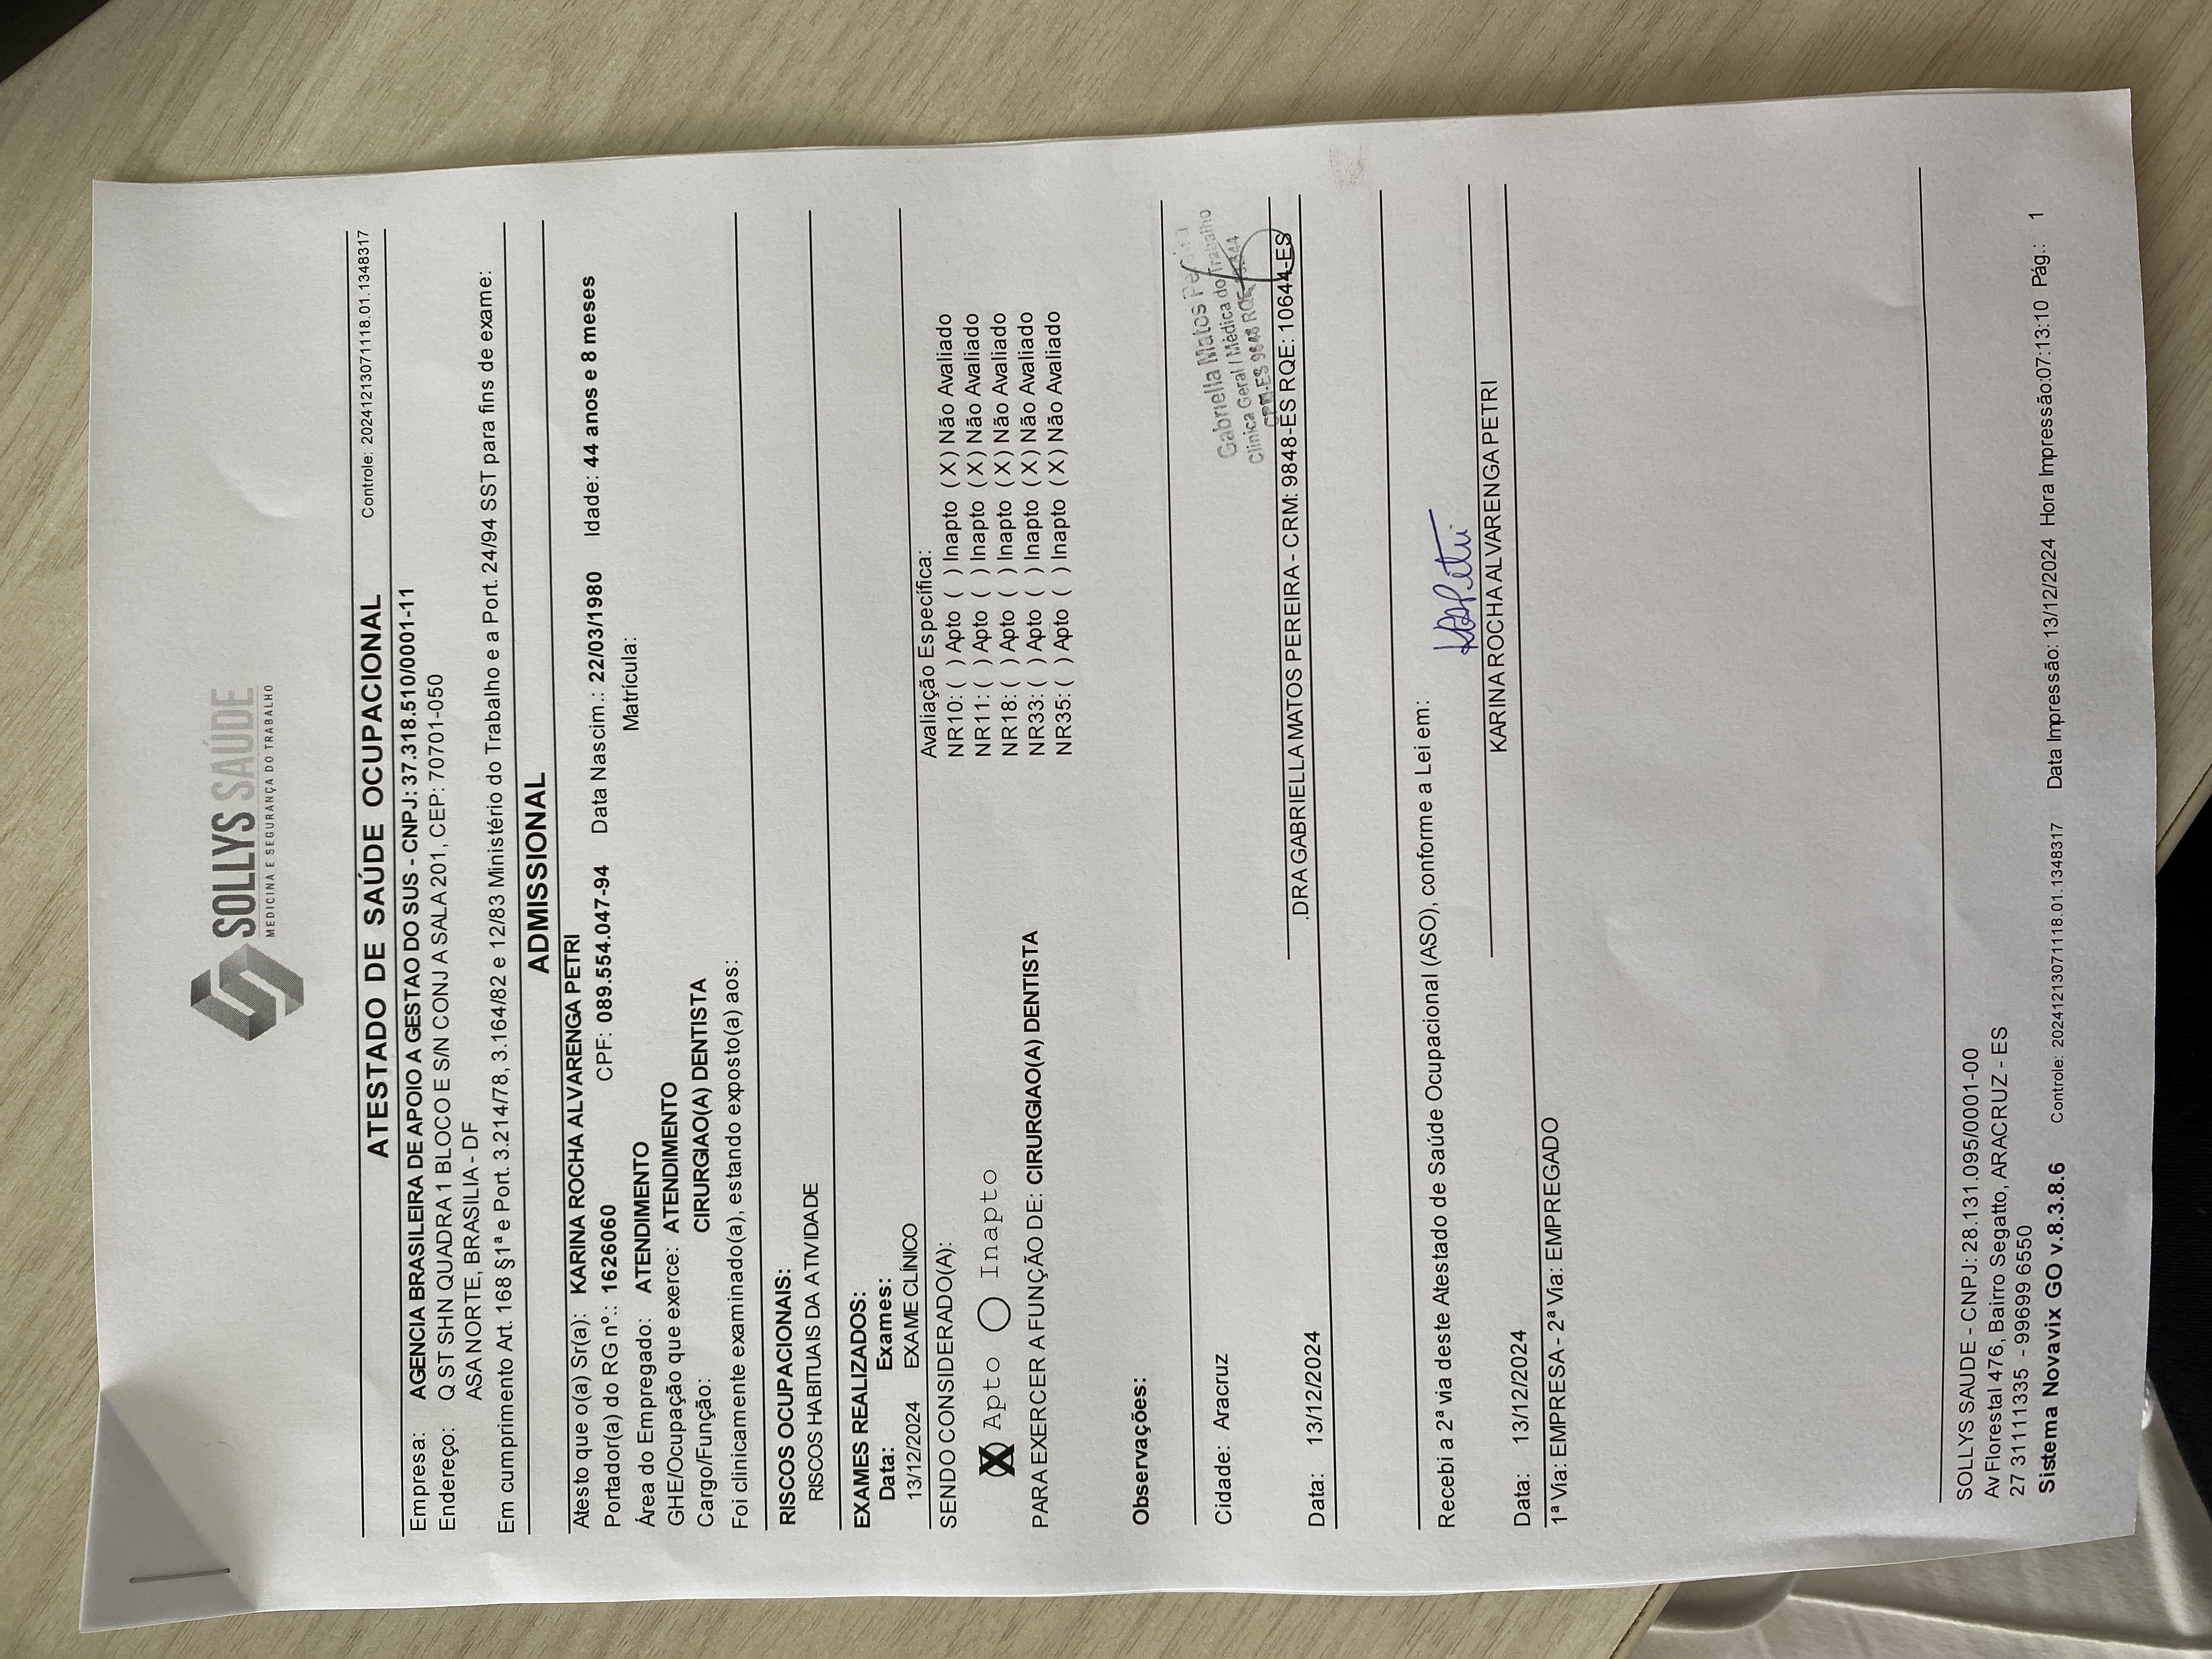 SOLLYS SAÚDE
MEDICINA E SEGURANÇA DO TRABALHO
ATESTADO DE SAÚDE OCUPACIONAL
Controle: 20241213071118.01.1348317
Empresa: AGENCIA BRASILEIRA DE APOIO A GESTAO DO SUS - CNPJ: 37.318.510/0001-11
Endereço: Q ST SHN QUADRA 1 BLOCO E S/N CONJ A SALA 201, CEP: 70701-050
ASA NORTE, BRASILIA - DF
Em cumprimento Art. 168 §1ª e Port. 3.214/78, 3.164/82 e 12/83 Ministério do Trabalho e a Port. 24/94 SST para fins de exame:
ADMISSIONAL
Atesto que o(a) Sr(a): KARINA ROCHA ALVARENGA PETRI
Portador(a) do RG nº.: 1626060 CPF: 089.554.047-94 Data Nascim.: 22/03/1980 Idade: 44 anos e 8 meses
Área do Empregado: ATENDIMENTO Matrícula:
GHE/Ocupação que exerce: ATENDIMENTO
Cargo/Função: CIRURGIAO(A) DENTISTA
Foi clinicamente examinado(a), estando exposto(a) aos:
RISCOS OCUPACIONAIS:
RISCOS HABITUAIS DA ATIVIDADE
EXAMES REALIZADOS:
Data: Exames:
13/12/2024 EXAME CLÍNICO
SENDO CONSIDERADO(A):
X Apto Inapto
PARA EXERCER A FUNÇÃO DE: CIRURGIAO(A) DENTISTA
Avaliação Específica:
NR10: ( ) Apto ( ) Inapto (X) Não Avaliado
NR11: ( ) Apto ( ) Inapto (X) Não Avaliado
NR18: ( ) Apto ( ) Inapto (X) Não Avaliado
NR33: ( ) Apto ( ) Inapto (X) Não Avaliado
NR35: ( ) Apto ( ) Inapto (X) Não Avaliado
Observações:
Cidade: Aracruz
Gabriella Matos Pereira
Clínica Geral / Médica do Trabalho
CRM-ES 9848 RQE
.DRA GABRIELLA MATOS PEREIRA - CRM: 9848-ES RQE: 10644-ES
Data: 13/12/2024
Recebi a 2ª via deste Atestado de Saúde Ocupacional (ASO), conforme a Lei em:
KRAPetri
KARINA ROCHA ALVARENGA PETRI
Data: 13/12/2024
1ª Via: EMPRESA - 2ª Via: EMPREGADO
SOLLYS SAUDE - CNPJ: 28.131.095/0001-00
Av Florestal 476, Bairro Segatto, ARACRUZ - ES
27 31111335 - 99699 6550
Sistema Novavix GO v.8.3.8.6 Controle: 20241213071118.01.1348317 Data Impressão: 13/12/2024 Hora Impressão:07:13:10 Pág.: 1